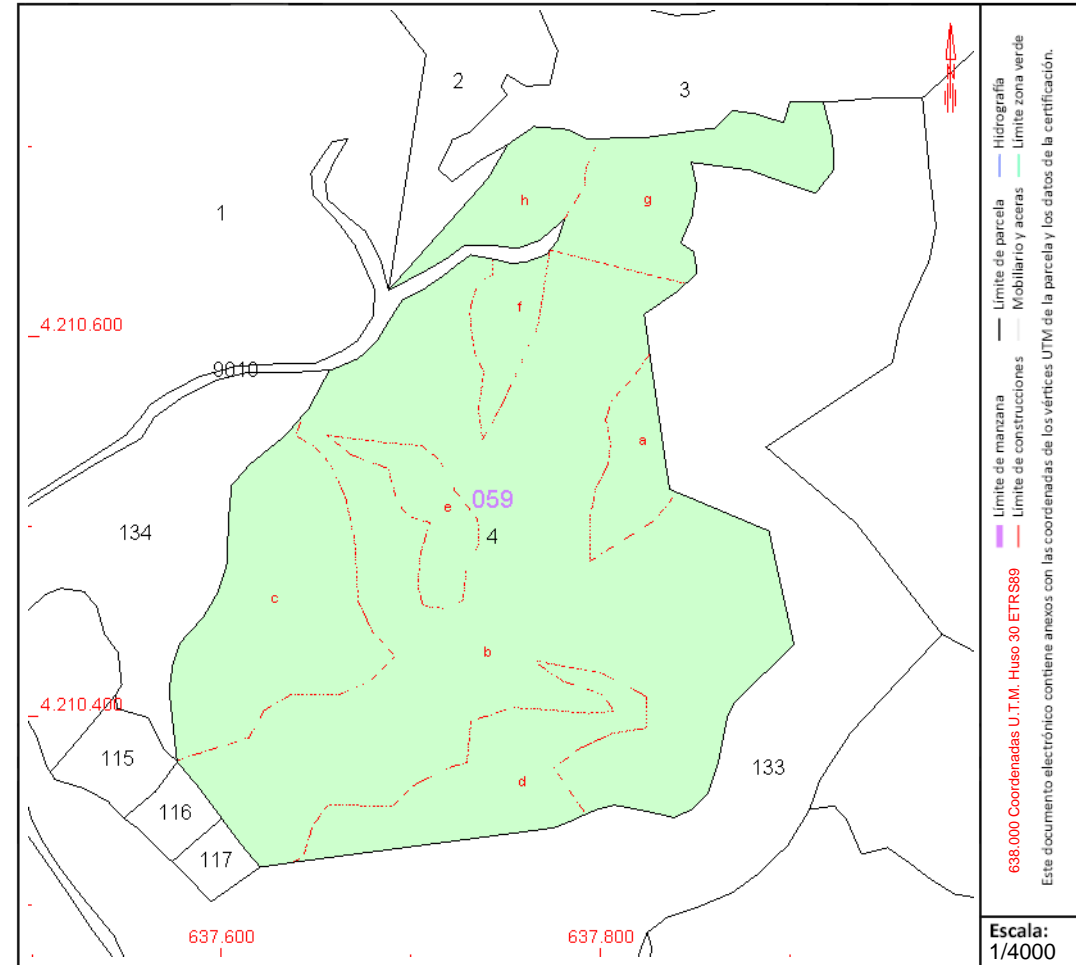 2
3
1
h
g
N
f
4.210.600
9010
a
059
e
4
134
c
b
4.210.400
115
133
d
116
117
637.600
637.800
Límite de manzana
Límite de parcela
Hidrografía
Límite de construcciones
Mobiliario y aceras
Límite zona verde
638.000 Coordenadas U.T.M. Huso 30 ETRS89
Este documento electrónico contiene anexos con las coordenadas de los vértices UTM de la parcela y los datos de la certificación.
Escala:
1/4000